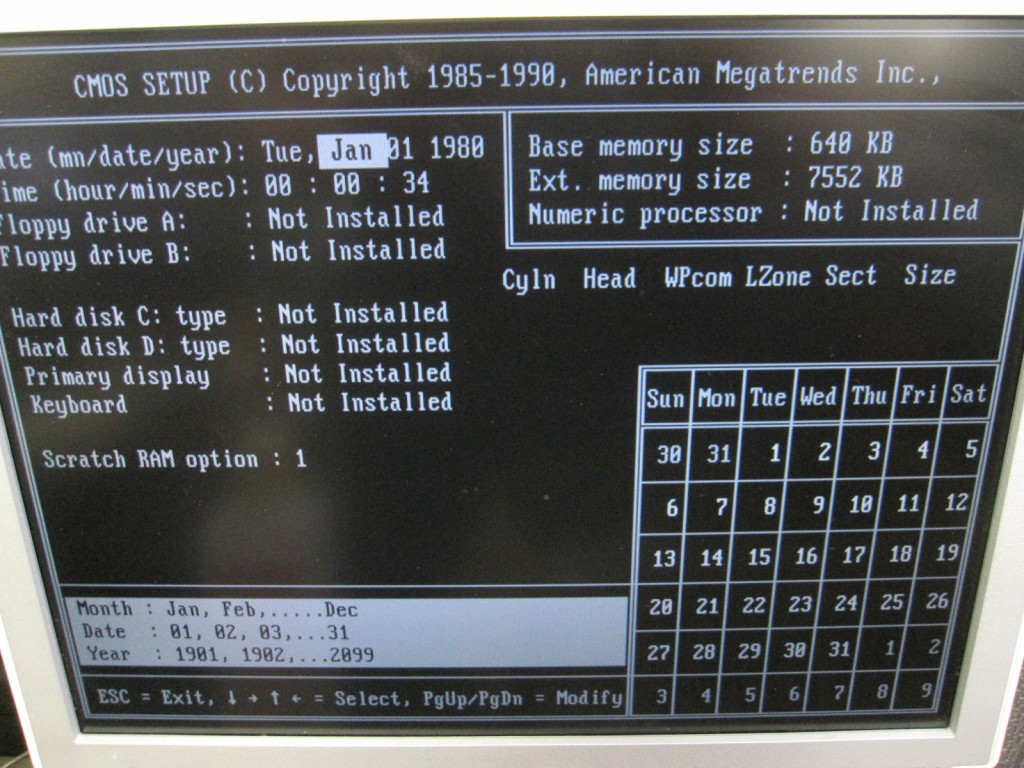 CMOS SETUP (C) Copyright 1985-1990, American Megatrends Inc.,
ate (mn/date/year): Tue, Jan 01 1980
ime (hour/min/sec): 00 : 00 : 34
Floppy drive A: : Not Installed
Floppy drive B: : Not Installed
Hard disk C: type : Not Installed
Hard disk D: type : Not Installed
Primary display : Not Installed
Keyboard : Not Installed
Scratch RAM option : 1
Base memory size : 640 KB
Ext. memory size : 7552 KB
Numeric processor : Not Installed
Cyln Head WPcom LZone Sect Size
Sun Mon Tue Wed Thu Fri Sat
30 31 1 2 3 4 5
6 7 8 9 10 11 12
13 14 15 16 17 18 19
20 21 22 23 24 25 26
27 28 29 30 31 1 2
3 4 5 6 7 8 9
Month : Jan, Feb,.....Dec
Date : 01, 02, 03,...31
Year : 1901, 1902,...2099
ESC = Exit, ↓ → ↑ ← = Select, PgUp/PgDn = Modify